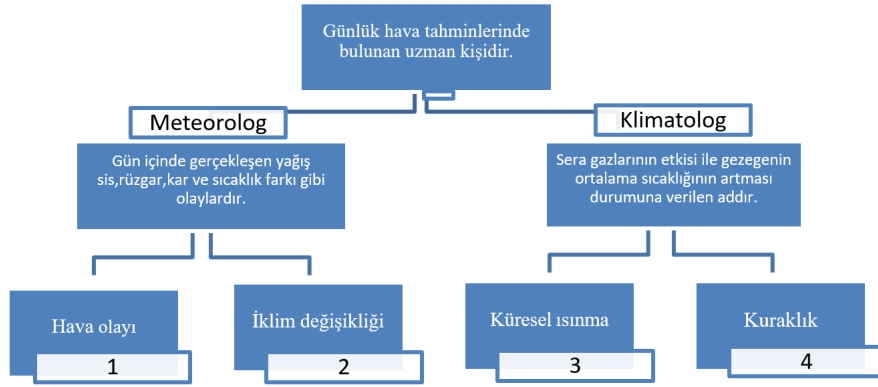 Günlük hava tahminlerinde
bulunan uzman kişidir.
Meteorolog
Klimatolog
Gün içinde gerçekleşen yağış
sis,rüzgar,kar ve sıcaklık farkı gibi
olaylardır.
Sera gazlarının etkisi ile gezegenin
ortalama sıcaklığının artması
durumuna verilen addır.
Hava olayı
1
İklim değişikliği
2
Küresel ısınma
3
Kuraklık
4